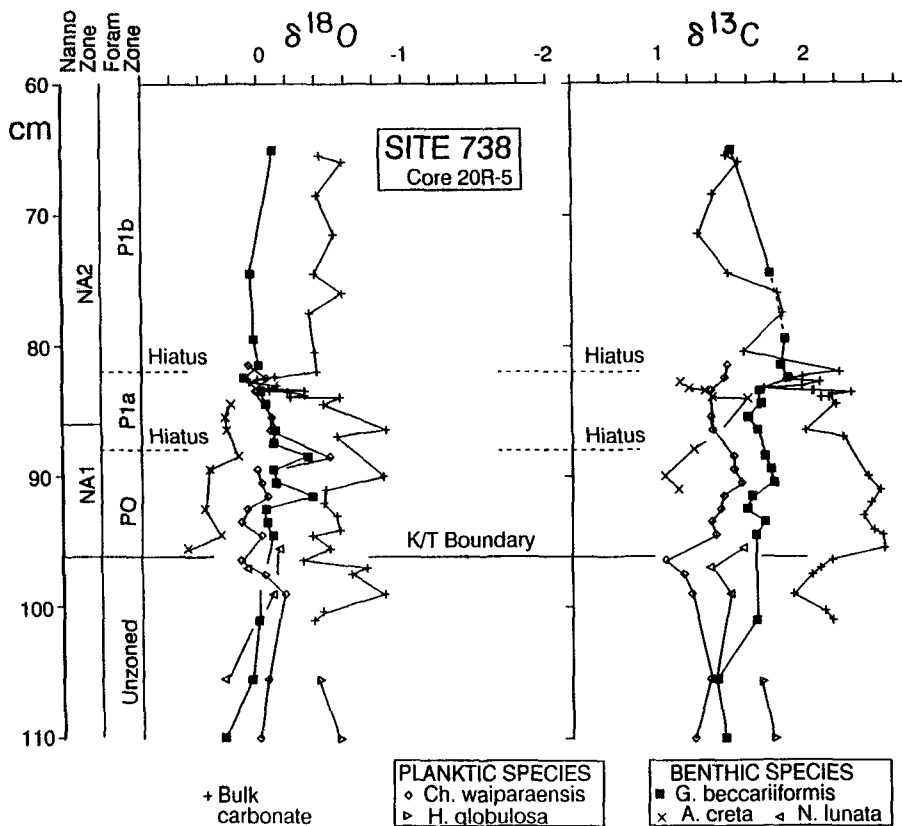 Nanno Zone
Foram Zone
δ18O
δ13C
0 -1 -2
1 2
60
cm
70
80
90
100
110
NA2
NA1
P1b
P1a
PO
Unzoned
SITE 738
Core 20R-5
Hiatus
Hiatus
Hiatus
Hiatus
K/T Boundary
+ Bulk
carbonate
PLANKTIC SPECIES
Ch. waiparaensis
H. globulosa
BENTHIC SPECIES
G. beccariiformis
A. creta N. lunata